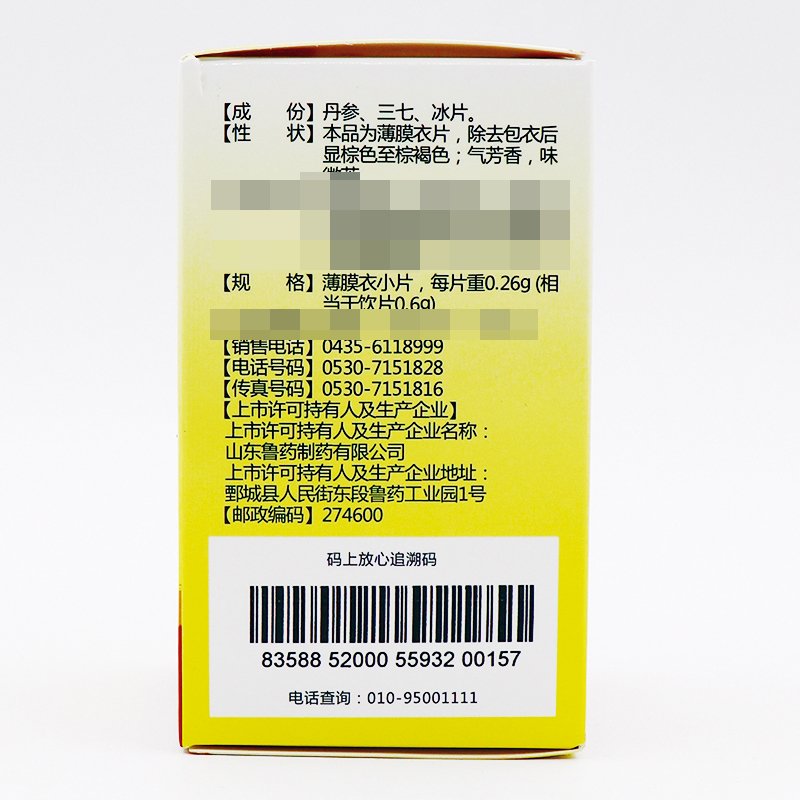 【成 份】丹参、三七、冰片。
【性 状】本品为薄膜衣片，除去包衣后
显棕色至棕褐色；气芳香，味
【规 格】薄膜衣小片，每片重0.26g (相
当于饮片0.6g)
【销售电话】0435-6118999
【电话号码】0530-7151828
【传真号码】0530-7151816
【上市许可持有人及生产企业】
上市许可持有人及生产企业名称：
山东鲁药制药有限公司
上市许可持有人及生产企业地址：
鄄城县人民街东段鲁药工业园1号
【邮政编码】274600
码上放心追溯码
83588 52000 55932 00157
电话查询：010-95001111